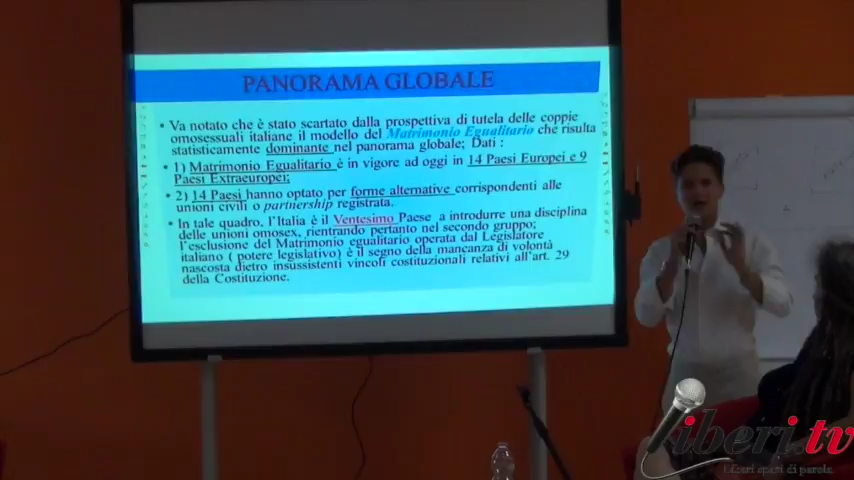 PANORAMA GLOBALE
• Va notato che è stato scartato dalla prospettiva di tutela delle coppie
omosessuali italiane il modello del Matrimonio Egualitario che risulta
statisticamente dominante nel panorama globale; Dati :
• 1) Matrimonio Egualitario è in vigore ad oggi in 14 Paesi Europei e 9
Paesi Extraeuropei;
• 2) 14 Paesi hanno optato per forme alternative corrispondenti alle
unioni civili o partnership registrata.
• In tale quadro, l'Italia è il Ventesimo Paese a introdurre una disciplina
delle unioni omosex, rientrando pertanto nel secondo gruppo;
l'esclusione del Matrimonio egualitario operata dal Legislatore
italiano ( potere legislativo) è il segno della mancanza di volontà
nascosta dietro insussistenti vincoli costituzionali relativi all'art. 29
della Costituzione.
liberi.tv
Liberi spazi di parola.